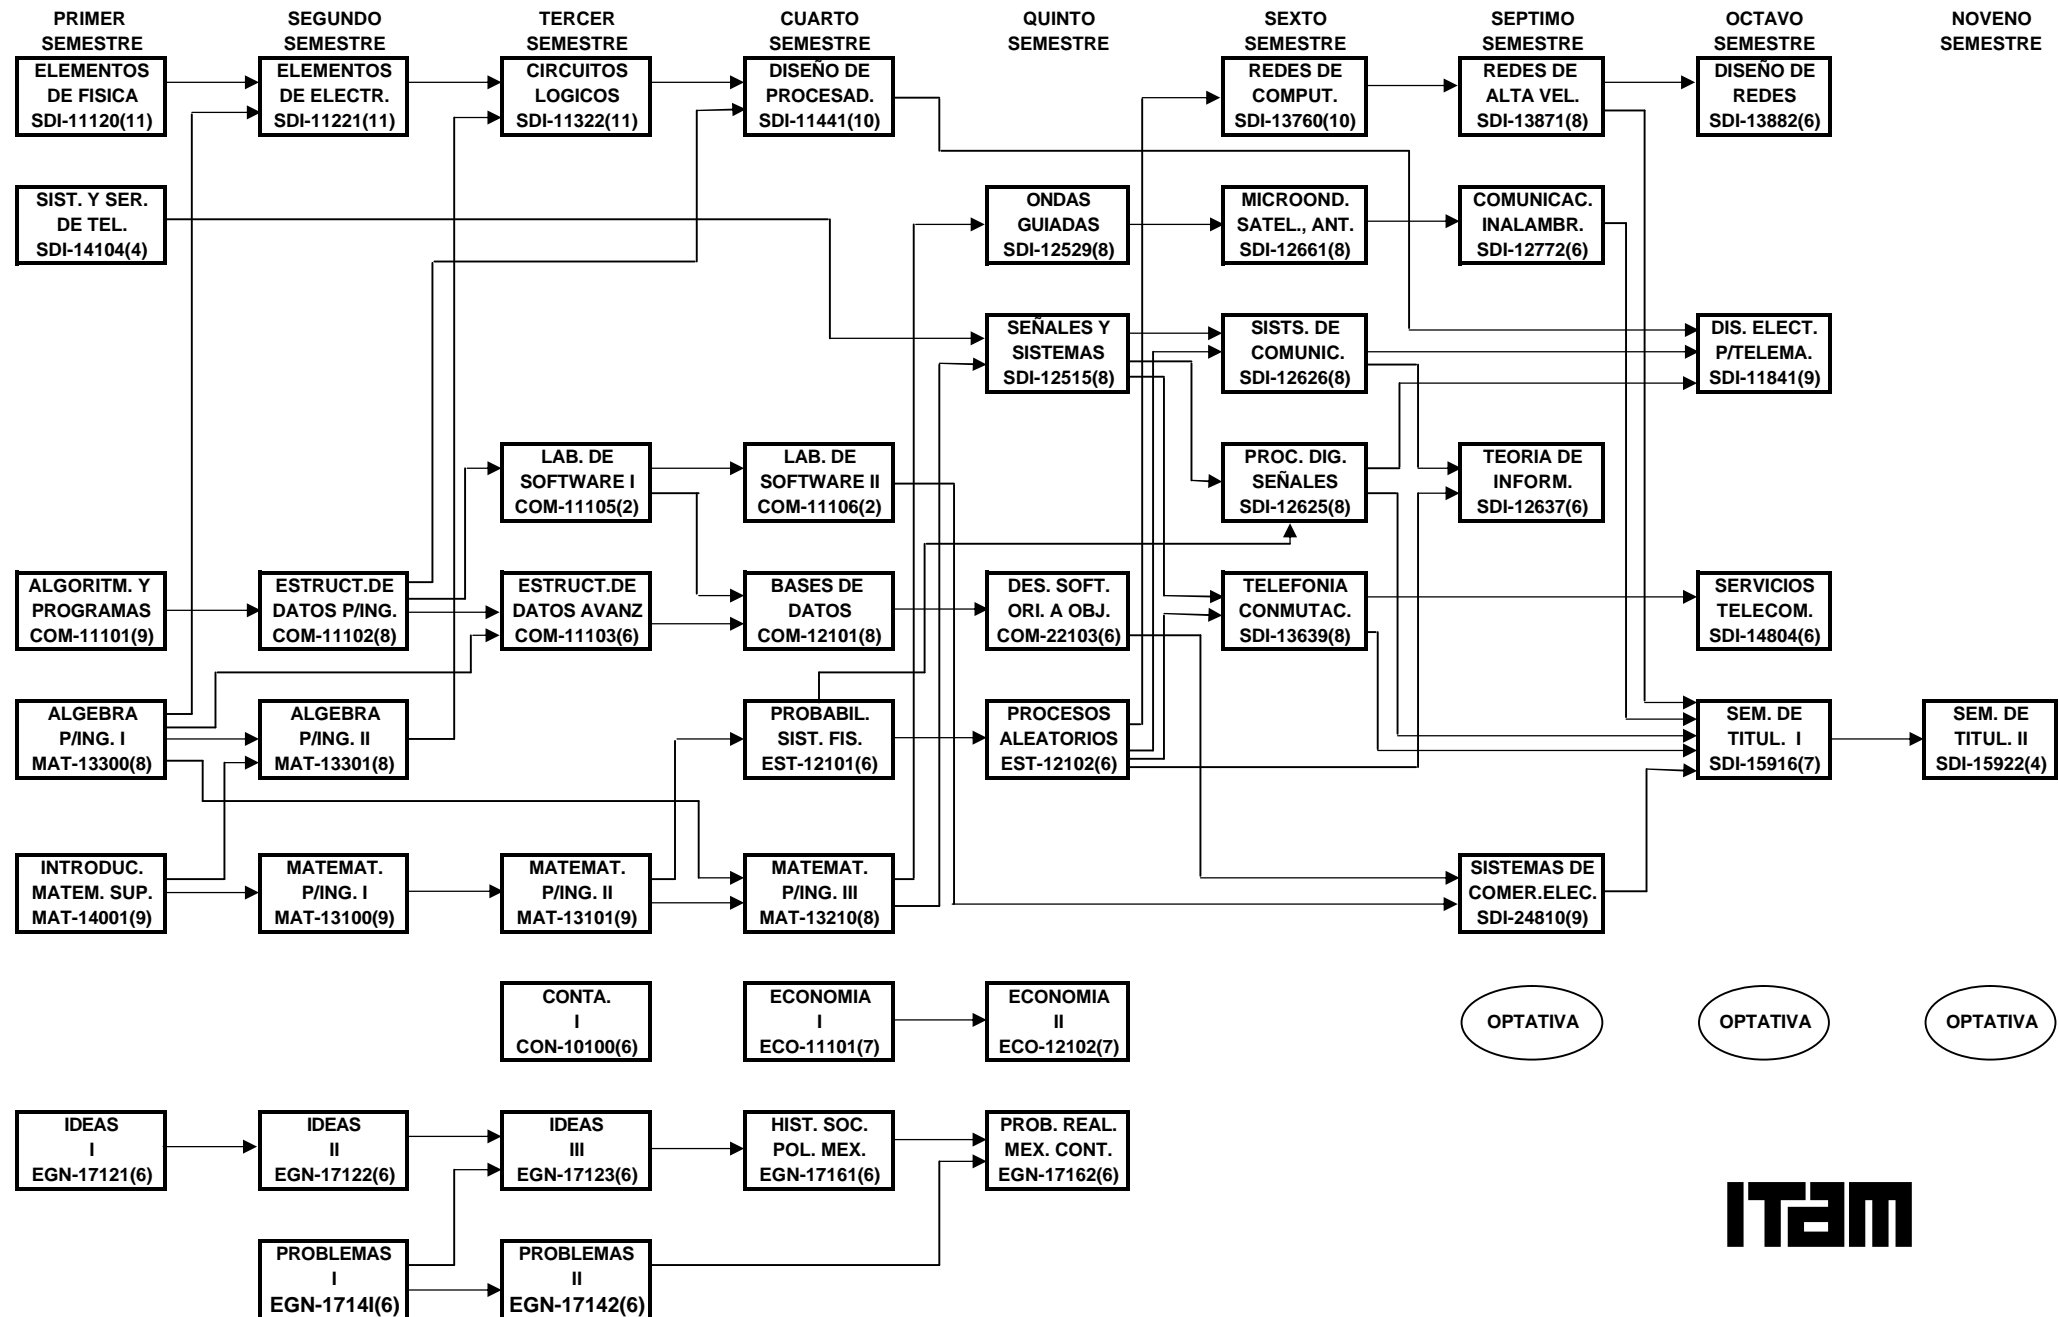 PRIMER
SEMESTRE
SEGUNDO
SEMESTRE
TERCER
SEMESTRE
CUARTO
SEMESTRE
QUINTO
SEMESTRE
SEXTO
SEMESTRE
SEPTIMO
SEMESTRE
OCTAVO
SEMESTRE
NOVENO
SEMESTRE
ELEMENTOS
DE FISICA
SDI-11120(11)
ELEMENTOS
DE ELECTR.
SDI-11221(11)
CIRCUITOS
LOGICOS
SDI-11322(11)
DISEÑO DE
PROCESAD.
SDI-11441(10)
REDES DE
COMPUT.
SDI-13760(10)
REDES DE
ALTA VEL.
SDI-13871(8)
DISEÑO DE
REDES
SDI-13882(6)
SIST. Y SER.
DE TEL.
SDI-14104(4)
ONDAS
GUIADAS
SDI-12529(8)
MICROOND.
SATEL., ANT.
SDI-12661(8)
COMUNICAC.
INALAMBR.
SDI-12772(6)
SEÑALES Y
SISTEMAS
SDI-12515(8)
SISTS. DE
COMUNIC.
SDI-12626(8)
DIS. ELECT.
P/TELEMA.
SDI-11841(9)
LAB. DE
SOFTWARE I
COM-11105(2)
LAB. DE
SOFTWARE II
COM-11106(2)
PROC. DIG.
SEÑALES
SDI-12625(8)
TEORIA DE
INFORM.
SDI-12637(6)
ALGORITM. Y
PROGRAMAS
COM-11101(9)
ESTRUCT.DE
DATOS P/ING.
COM-11102(8)
ESTRUCT.DE
DATOS AVANZ
COM-11103(6)
BASES DE
DATOS
COM-12101(8)
DES. SOFT.
ORI. A OBJ.
COM-22103(6)
TELEFONIA
CONMUTAC.
SDI-13639(8)
SERVICIOS
TELECOM.
SDI-14804(6)
ALGEBRA
P/ING. I
MAT-13300(8)
ALGEBRA
P/ING. II
MAT-13301(8)
PROBABIL.
SIST. FIS.
EST-12101(6)
PROCESOS
ALEATORIOS
EST-12102(6)
SEM. DE
TITUL. I
SDI-15916(7)
SEM. DE
TITUL. II
SDI-15922(4)
INTRODUC.
MATEM. SUP.
MAT-14001(9)
MATEMAT.
P/ING. I
MAT-13100(9)
MATEMAT.
P/ING. II
MAT-13101(9)
MATEMAT.
P/ING. III
MAT-13210(8)
SISTEMAS DE
COMER.ELEC.
SDI-24810(9)
CONTA.
I
CON-10100(6)
ECONOMIA
I
ECO-11101(7)
ECONOMIA
II
ECO-12102(7)
OPTATIVA
OPTATIVA
OPTATIVA
IDEAS
I
EGN-17121(6)
IDEAS
II
EGN-17122(6)
IDEAS
III
EGN-17123(6)
HIST. SOC.
POL. MEX.
EGN-17161(6)
PROB. REAL.
MEX. CONT.
EGN-17162(6)
PROBLEMAS
I
EGN-1714I(6)
PROBLEMAS
II
EGN-17142(6)
ITAM